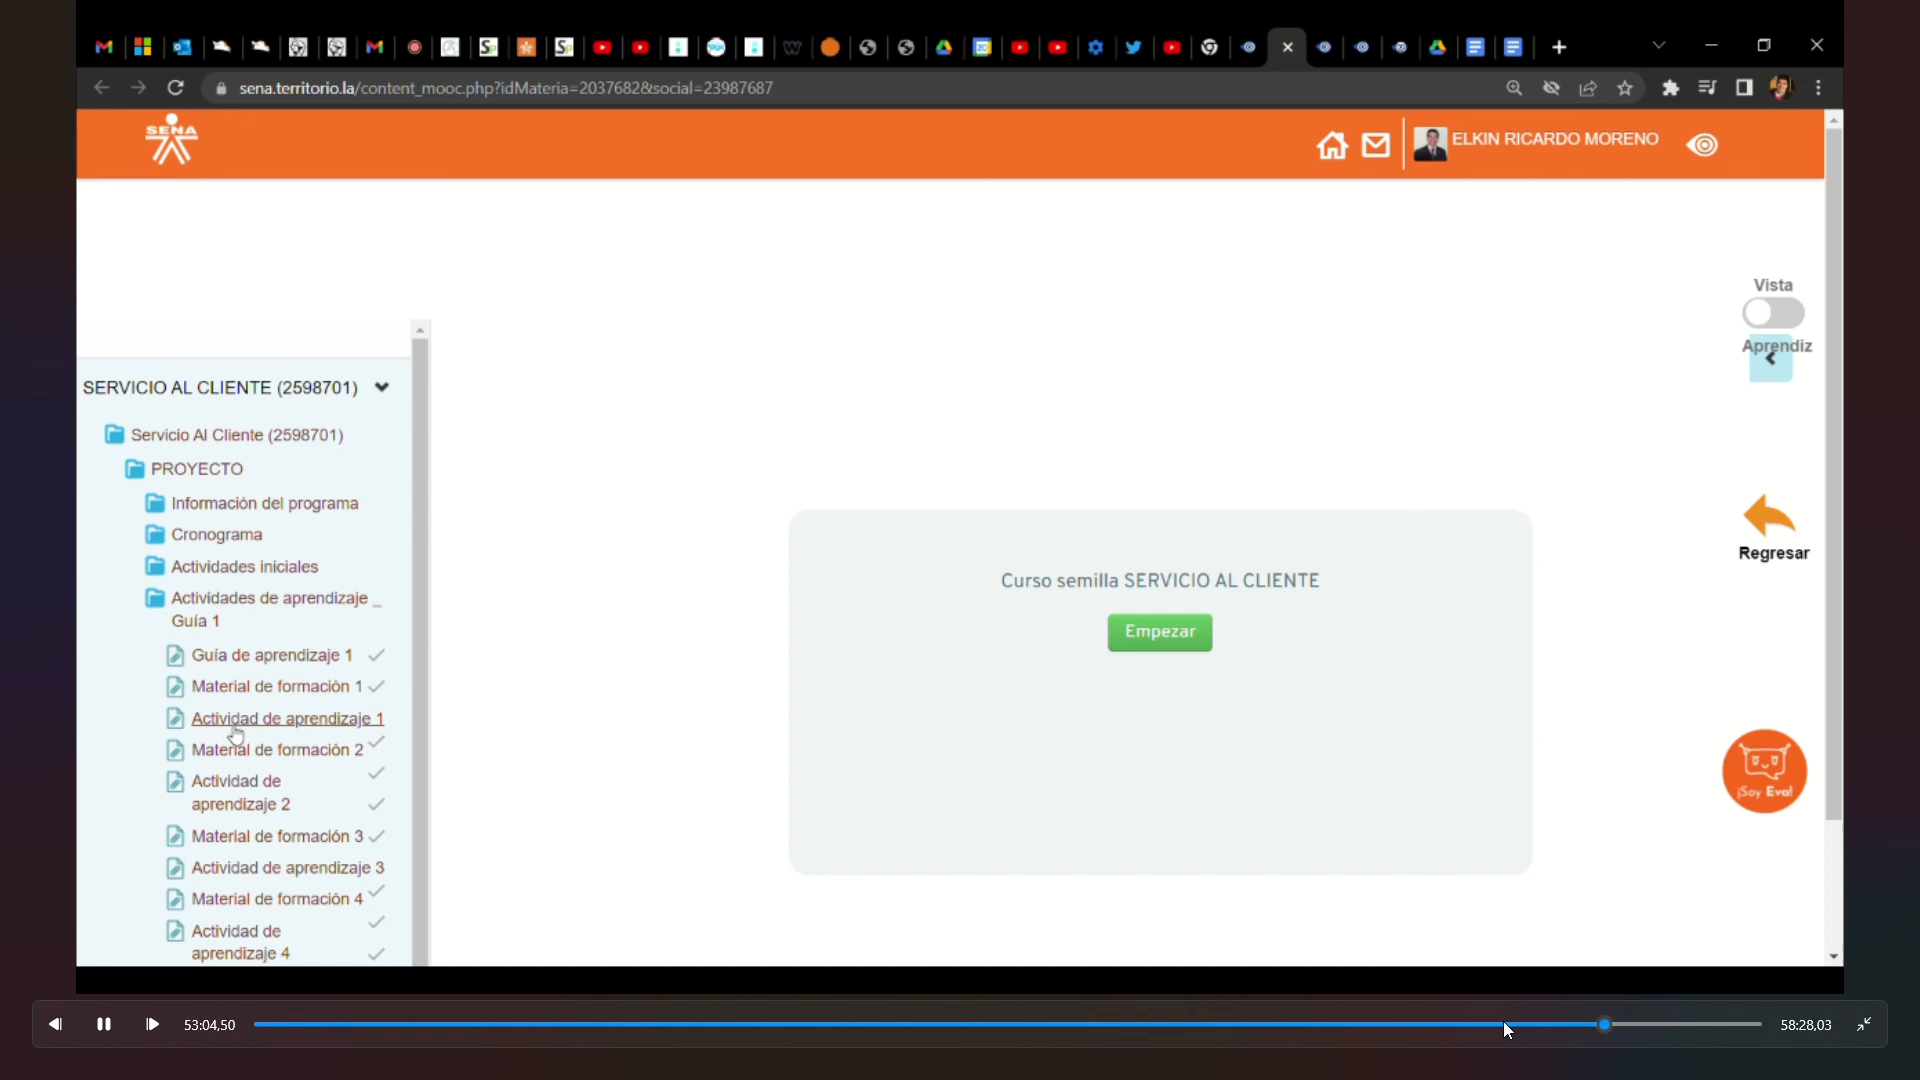 sena.territorio.la/content_mooc.php?idMateria=2037682&social=23987687
SENA
ELKIN RICARDO MORENO
Vista
Aprendiz
SERVICIO AL CLIENTE (2598701)
Servicio Al Cliente (2598701)
PROYECTO
Información del programa
Cronograma
Actividades iniciales
Actividades de aprendizaje _
Guía 1
Guía de aprendizaje 1
Material de formación 1
Actividad de aprendizaje 1
Material de formación 2
Actividad de
aprendizaje 2
Material de formación 3
Actividad de aprendizaje 3
Material de formación 4
Actividad de
aprendizaje 4
Curso semilla SERVICIO AL CLIENTE
Empezar
Regresar
¡Soy Eva!
53:04,50
58:28,03